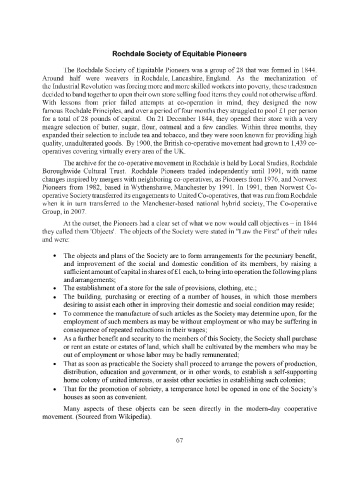 Rochdale Society of Equitable Pioneers
The Rochdale Society of Equitable Pioneers was a group of 28 that was formed in 1844.
Around half were weavers in Rochdale, Lancashire, England. As the mechanization of
the Industrial Revolution was forcing more and more skilled workers into poverty, these tradesmen
decided to band together to open their own store selling food items they could not otherwise afford.
With lessons from prior failed attempts at co-operation in mind, they designed the now
famous Rochdale Principles, and over a period of four months they struggled to pool £1 per person
for a total of 28 pounds of capital. On 21 December 1844, they opened their store with a very
meagre selection of butter, sugar, flour, oatmeal and a few candles. Within three months, they
expanded their selection to include tea and tobacco, and they were soon known for providing high
quality, unadulterated goods. By 1900, the British co-operative movement had grown to 1,439 co-
operatives covering virtually every area of the UK.
The archive for the co-operative movement in Rochdale is held by Local Studies, Rochdale
Boroughwide Cultural Trust. Rochdale Pioneers traded independently until 1991, with name
changes inspired by mergers with neighboring co-operatives, as Pioneers from 1976, and Norwest
Pioneers from 1982, based in Wythenshawe, Manchester by 1991. In 1991, then Norwest Co-
operative Society transferred its engagements to United Co-operatives, that was run from Rochdale
when it in turn transferred to the Manchester-based national hybrid society, The Co-operative
Group, in 2007.
At the outset, the Pioneers had a clear set of what we now would call objectives – in 1844
they called them 'Objects'. The objects of the Society were stated in "Law the First" of their rules
and were:
• The objects and plans of the Society are to form arrangements for the pecuniary benefit,
and improvement of the social and domestic condition of its members, by raising a
sufficient amount of capital in shares of £1 each, to bring into operation the following plans
and arrangements;
• The establishment of a store for the sale of provisions, clothing, etc.;
• The building, purchasing or erecting of a number of houses, in which those members
desiring to assist each other in improving their domestic and social condition may reside;
• To commence the manufacture of such articles as the Society may determine upon, for the
employment of such members as may be without employment or who may be suffering in
consequence of repeated reductions in their wages;
• As a further benefit and security to the members of this Society, the Society shall purchase
or rent an estate or estates of land, which shall be cultivated by the members who may be
out of employment or whose labor may be badly remunerated;
• That as soon as practicable the Society shall proceed to arrange the powers of production,
distribution, education and government, or in other words, to establish a self-supporting
home colony of united interests, or assist other societies in establishing such colonies;
• That for the promotion of sobriety, a temperance hotel be opened in one of the Society's
houses as soon as convenient.
Many aspects of these objects can be seen directly in the modern-day cooperative
movement. (Sourced from Wikipedia).
67